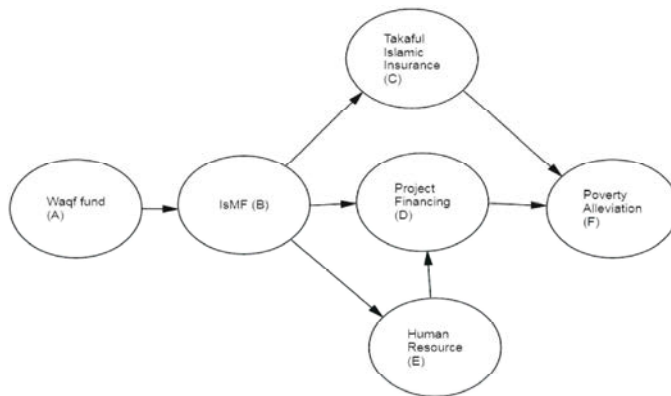 Takaful
Islamic
Insurance
(C)
Waqf fund
(A)
IsMF (B)
Project
Financing
(D)
Poverty
Alleviation
(F)
Human
Resource
(E)